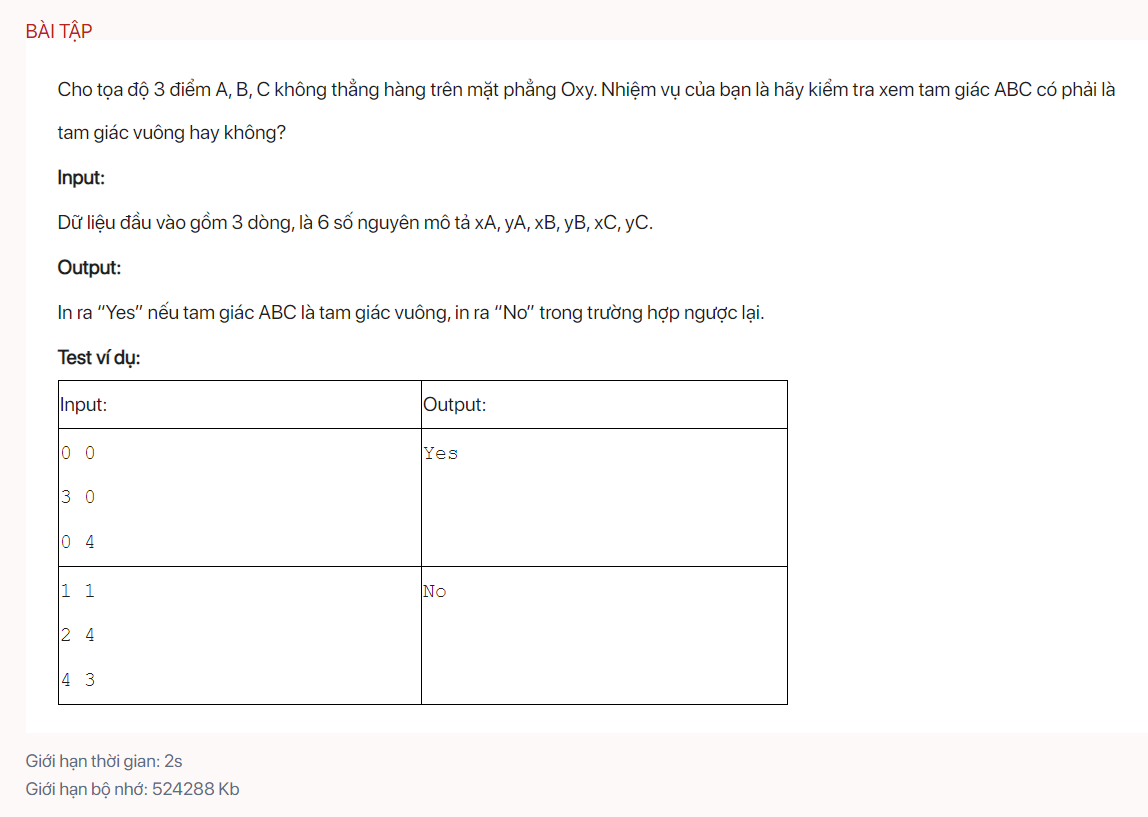 BÀI TẬP
Cho tọa độ 3 điểm A, B, C không thẳng hàng trên mặt phẳng Oxy. Nhiệm vụ của bạn là hãy kiểm tra xem tam giác ABC có phải là
tam giác vuông hay không?
Input:
Dữ liệu đầu vào gồm 3 dòng, là 6 số nguyên mô tả xA, yA, xB, yB, xC, yC.
Output:
In ra “Yes” nếu tam giác ABC là tam giác vuông, in ra “No” trong trường hợp ngược lại.
Test ví dụ:
Input: Output:
0 0 Yes
3 0
0 4
1 1 No
2 4
4 3
Giới hạn thời gian: 2s
Giới hạn bộ nhớ: 524288 Kb